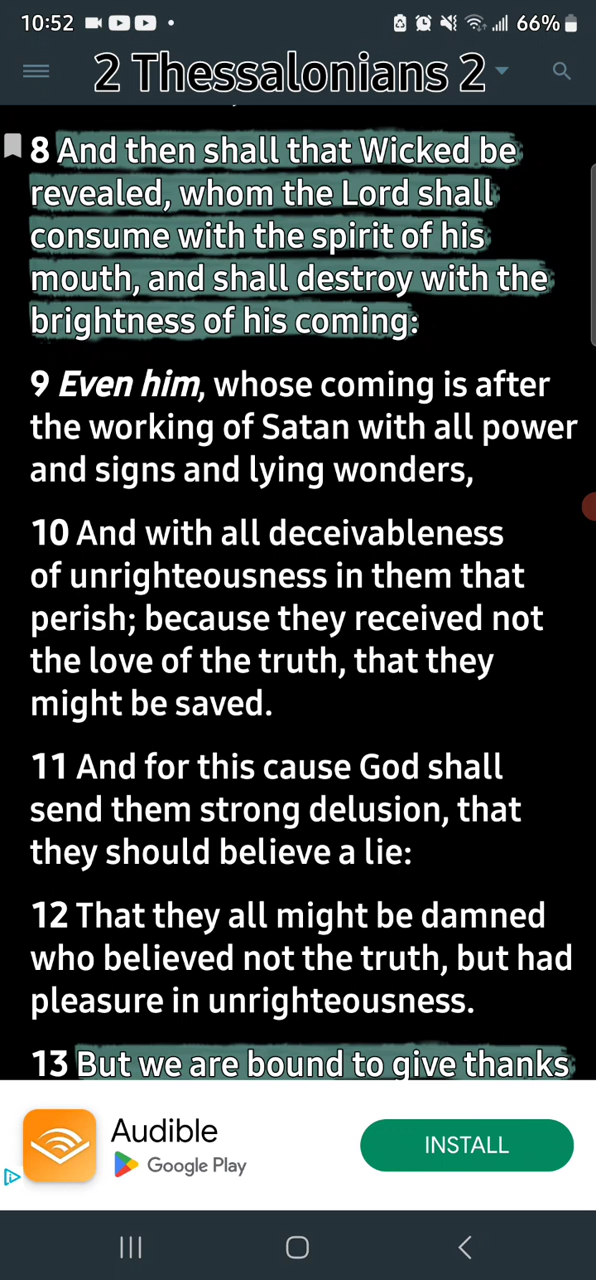 10:52 66%
2 Thessalonians 2
8 And then shall that Wicked be
revealed, whom the Lord shall
consume with the spirit of his
mouth, and shall destroy with the
brightness of his coming:
9 Even him, whose coming is after
the working of Satan with all power
and signs and lying wonders,
10 And with all deceivableness
of unrighteousness in them that
perish; because they received not
the love of the truth, that they
might be saved.
11 And for this cause God shall
send them strong delusion, that
they should believe a lie:
12 That they all might be damned
who believed not the truth, but had
pleasure in unrighteousness.
13 But we are bound to give thanks
Audible
Google Play
INSTALL